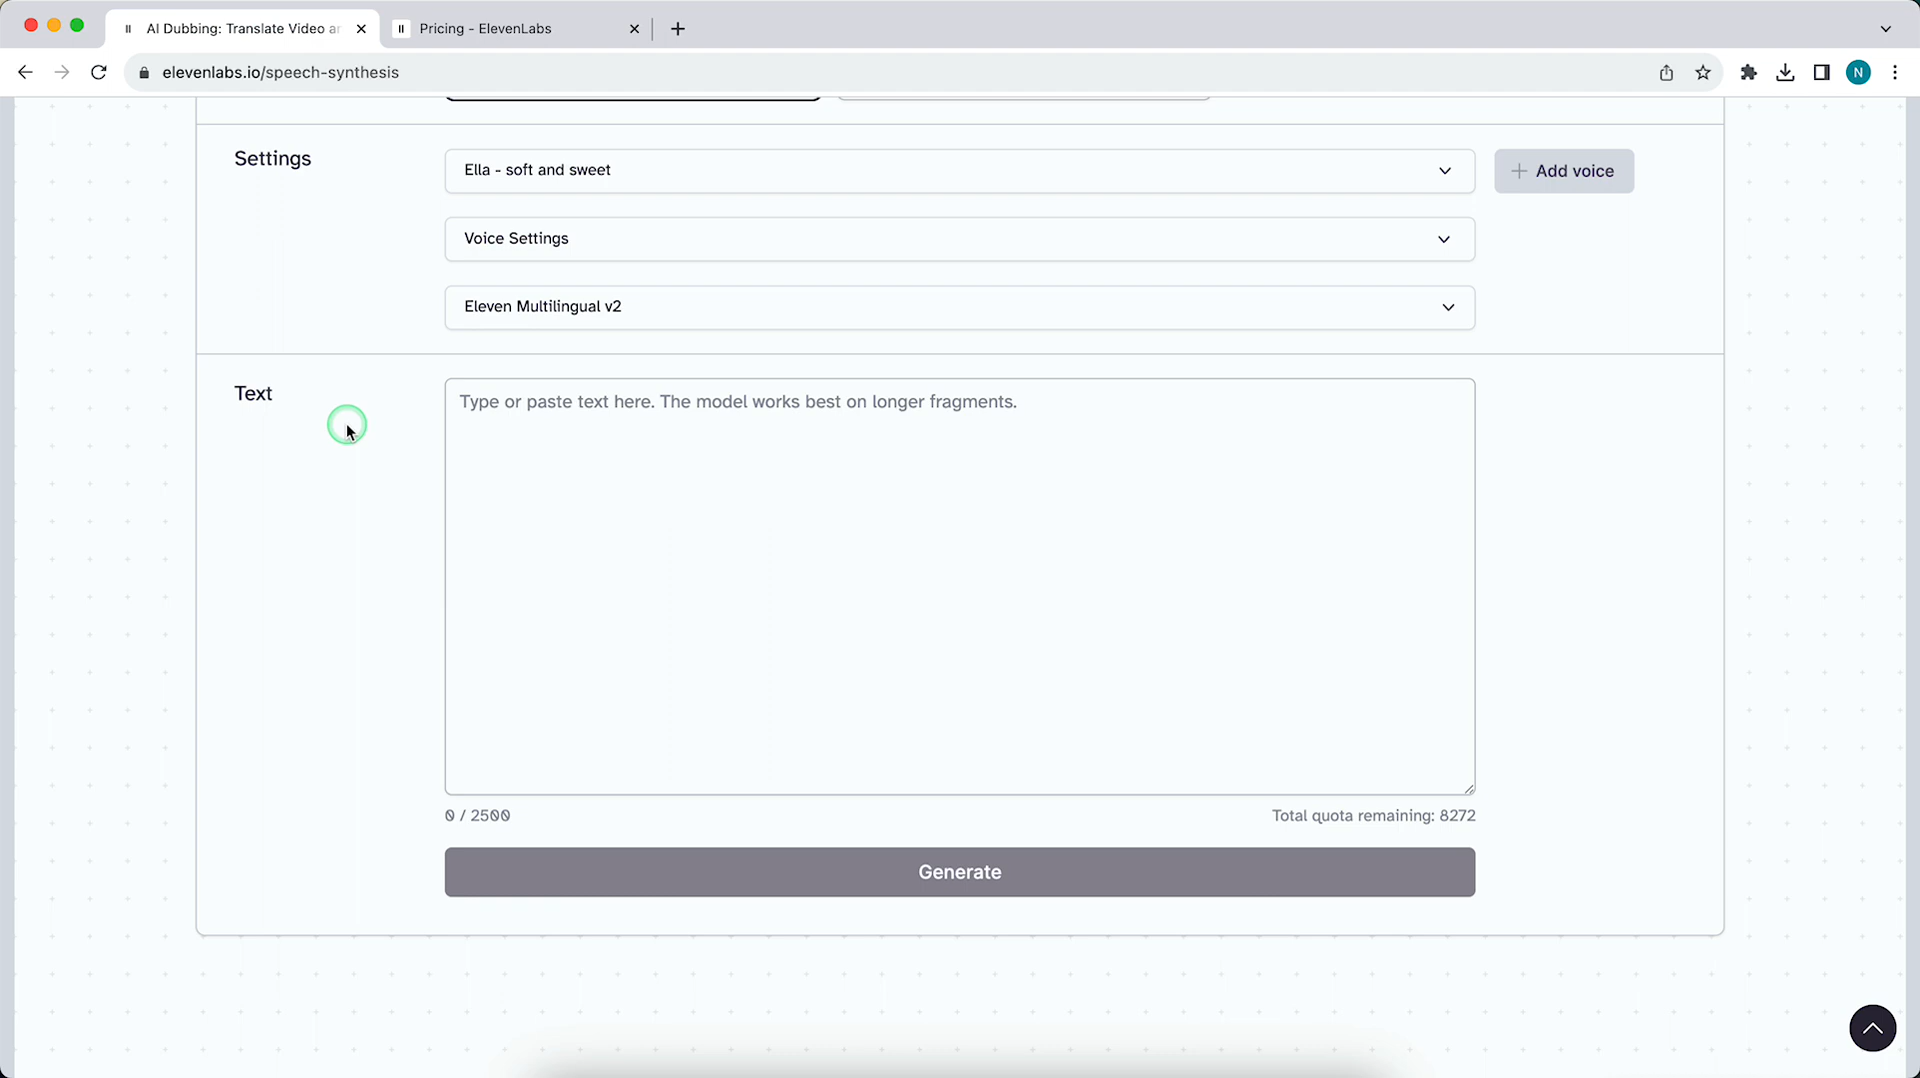 AI Dubbing: Translate Video ar
Pricing - ElevenLabs
elevenlabs.io/speech-synthesis
N
Settings
Ella - soft and sweet
+ Add voice
Voice Settings
Eleven Multilingual v2
Text
Type or paste text here. The model works best on longer fragments.
0 / 2500
Total quota remaining: 8272
Generate